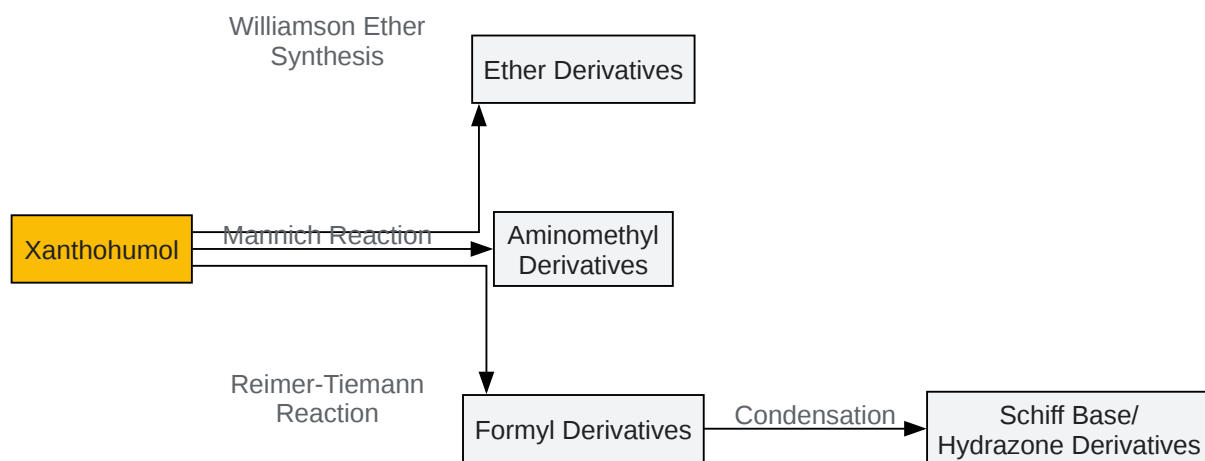 Williamson Ether
Synthesis
Ether Derivatives
Xanthohumol
Mannich Reaction
Aminomethyl
Derivatives
Reimer-Tiemann
Reaction
Formyl Derivatives
Condensation
Schiff Base/
Hydrazone Derivatives